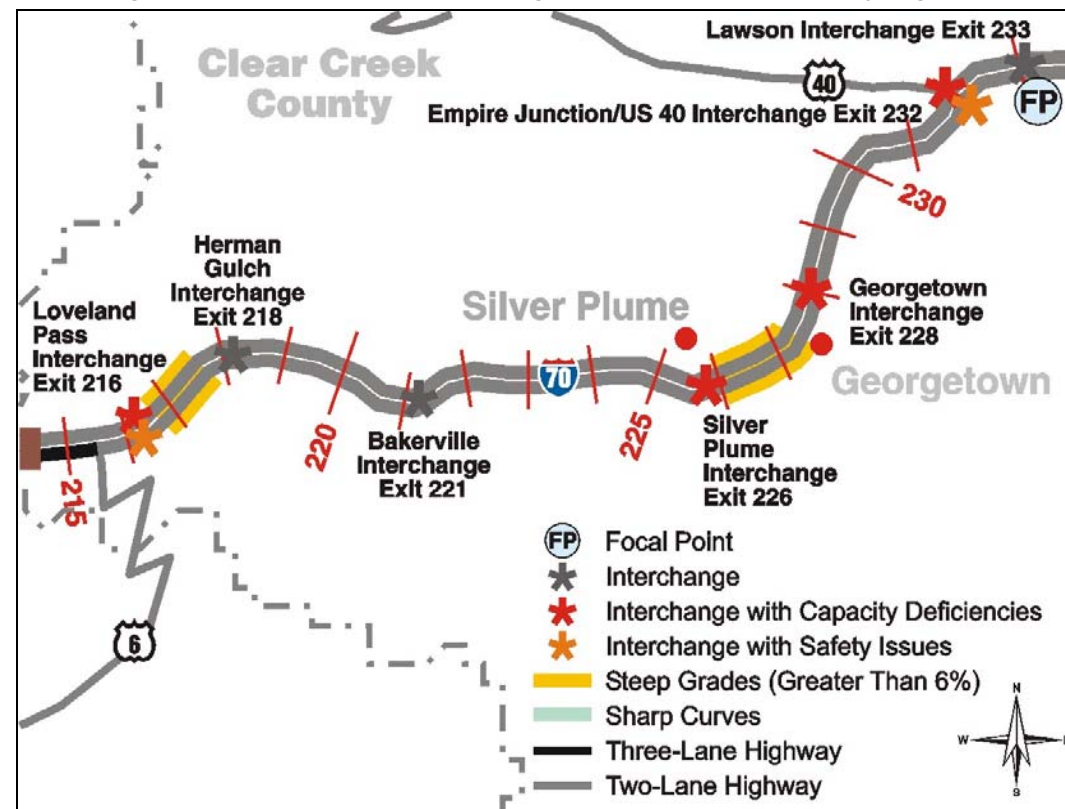 Lawson Interchange Exit 233
Clear Creek
County
40
FP
Empire Junction/US 40 Interchange Exit 232
230
Herman
Gulch
Interchange
Exit 218
Loveland
Pass
Interchange
Exit 216
Silver Plume
Georgetown
Interchange
Exit 228
70
Georgetown
220
225
Bakerville
Interchange
Exit 221
Silver
Plume
Interchange
Exit 226
215
6
FP Focal Point
Interchange
Interchange with Capacity Deficiencies
Interchange with Safety Issues
Steep Grades (Greater Than 6%)
Sharp Curves
Three-Lane Highway
Two-Lane Highway
N
W
S